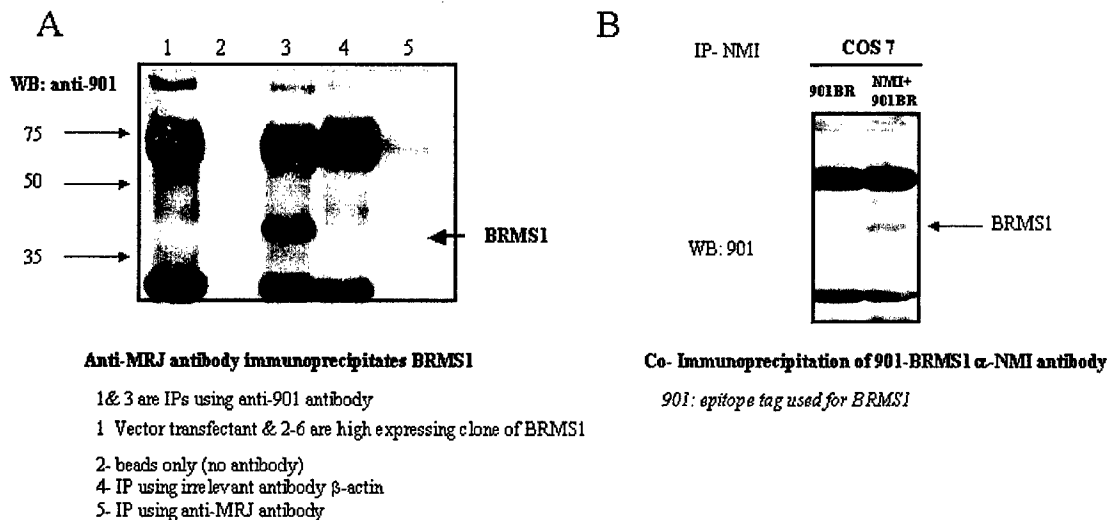 A
B
1 2 3 4 5
WB: anti-901
75
50
35
BRMS1
IP- NMI
COS 7
901BR
NMI+
901BR
WB: 901
BRMS1
Anti-MRJ antibody immunoprecipitates BRMS1
1& 3 are IPs using anti-901 antibody
1 Vector transfectant & 2-6 are high expressing clone of BRMS1
2- beads only (no antibody)
4- IP using irrelevant antibody β-actin
5- IP using anti-MRJ antibody
Co- Immunoprecipitation of 901-BRMS1 α-NMI antibody
901: epitope tag used for BRMS1